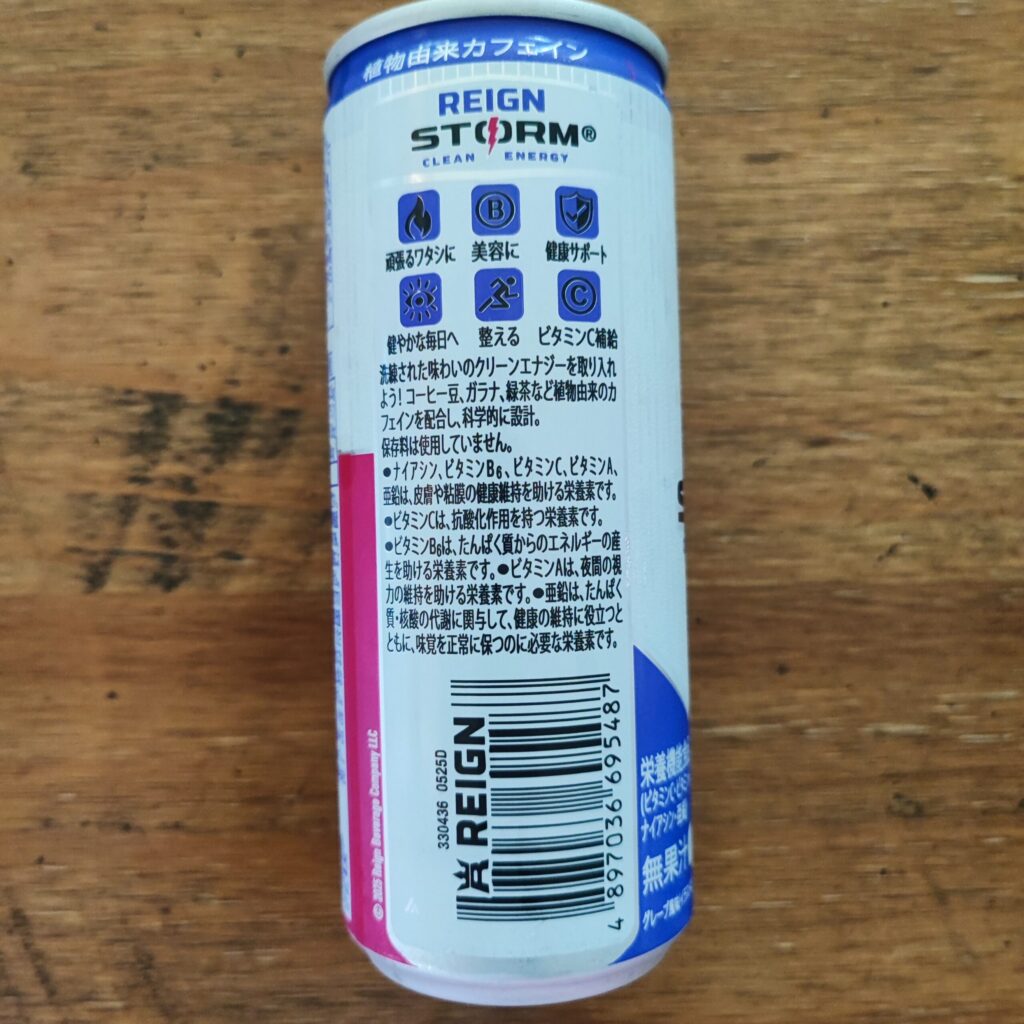 植物由来カフェイン
REIGN
STORM®
CLEAN ENERGY
頑張るワタシに 美容に 健康サポート
健やかな毎日へ 整える ビタミンC補給
洗練された味わいのクリーンエナジーを取り入れ
よう！コーヒー豆、ガラナ、緑茶など植物由来のカ
フェインを配合し、科学的に設計。
保存料は使用していません。
●ナイアシン、ビタミンB6、ビタミンC、ビタミンA、
亜鉛は、皮膚や粘膜の健康維持を助ける栄養素です。
●ビタミンCは、抗酸化作用を持つ栄養素です。
●ビタミンB6は、たんぱく質からのエネルギーの産
生を助ける栄養素です。●ビタミンAは、夜間の視
力の維持を助ける栄養素です。●亜鉛は、たんぱく
質・核酸の代謝に関与して、健康の維持に役立つと
ともに、味覚を正常に保つのに必要な栄養素です。
330436 0525D
REIGN
4 897036 695487
© 2025 Reign Beverage Company LLC
栄養機能
ナイアシン・亜鉛
無果汁